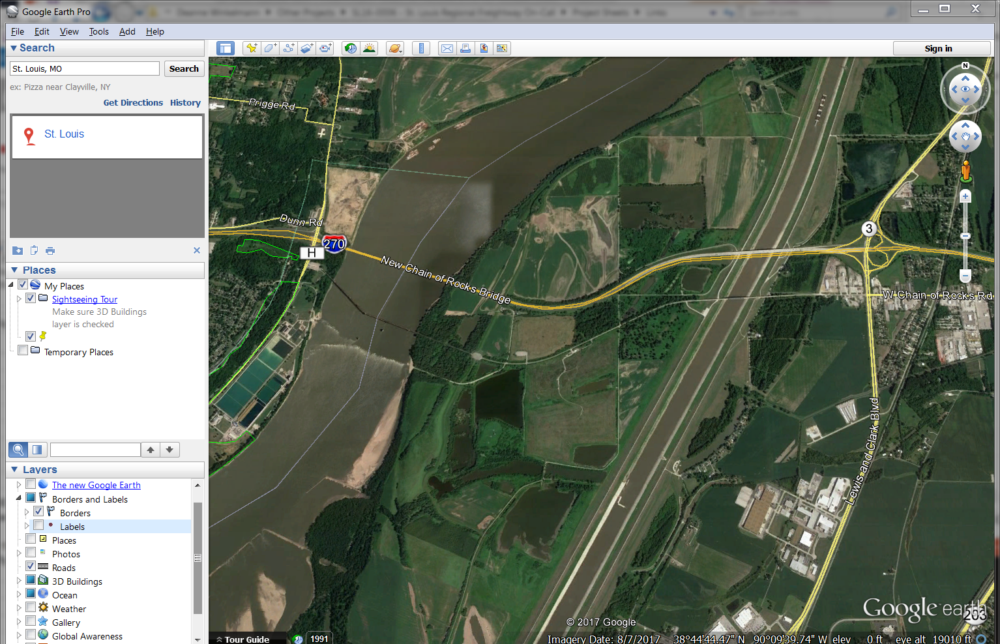 Google Earth Pro
File Edit View Tools Add Help
Search
St. Louis, MO
Search
ex: Pizza near Clayville, NY
Get Directions History
St. Louis
Places
My Places
Sightseeing Tour
Make sure 3D Buildings
layer is checked
Temporary Places
Layers
The new Google Earth
Borders and Labels
Borders
Labels
Places
Photos
Roads
3D Buildings
Ocean
Weather
Gallery
Global Awareness
Sign in
N
Prigge Rd
Dunn Rd
270
H
New Chain of Rocks Bridge
3
W Chain of Rocks Rd
Lewis and Clark Blvd
Google earth
203
© 2017 Google
Tour Guide
1991
Imagery Date: 8/7/2017 38°44'44.47" N 90°09'39.74" W elev 0 ft eye alt 19010 ft